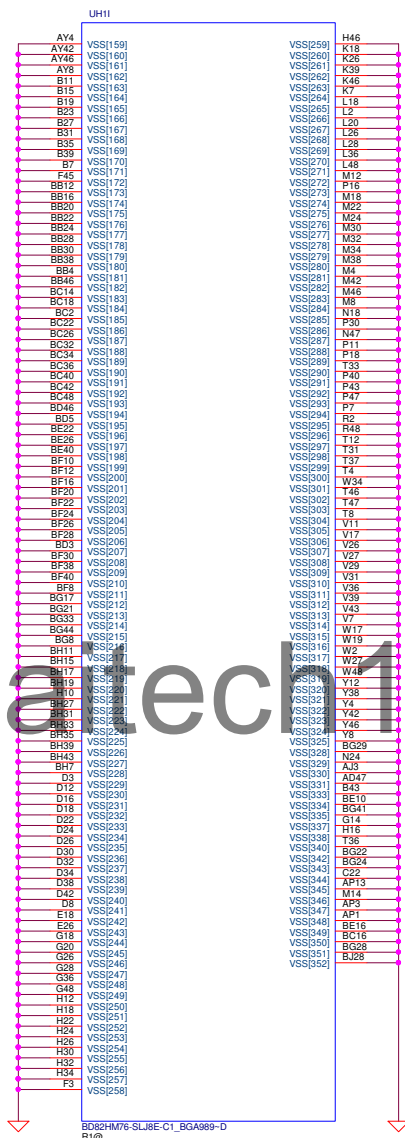 UH1I
AY4 VSS[159]
AY42 VSS[160]
AY46 VSS[161]
AY8 VSS[162]
B11 VSS[163]
B15 VSS[164]
B19 VSS[165]
B23 VSS[166]
B27 VSS[167]
B31 VSS[168]
B35 VSS[169]
B39 VSS[170]
B7 VSS[171]
F45 VSS[172]
BB12 VSS[173]
BB16 VSS[174]
BB20 VSS[175]
BB22 VSS[176]
BB24 VSS[177]
BB28 VSS[178]
BB30 VSS[179]
BB38 VSS[180]
BB4 VSS[181]
BB46 VSS[182]
BC14 VSS[183]
BC18 VSS[184]
BC2 VSS[185]
BC22 VSS[186]
BC26 VSS[187]
BC32 VSS[188]
BC34 VSS[189]
BC36 VSS[190]
BC40 VSS[191]
BC42 VSS[192]
BC48 VSS[193]
BD46 VSS[194]
BD5 VSS[195]
BE22 VSS[196]
BE26 VSS[197]
BE40 VSS[198]
BF10 VSS[199]
BF12 VSS[200]
BF16 VSS[201]
BF20 VSS[202]
BF22 VSS[203]
BF24 VSS[204]
BF26 VSS[205]
BF28 VSS[206]
BD3 VSS[207]
BF30 VSS[208]
BF38 VSS[209]
BF40 VSS[210]
BF8 VSS[211]
BG17 VSS[212]
BG21 VSS[213]
BG33 VSS[214]
BG44 VSS[215]
BG8 VSS[216]
BH11 VSS[217]
BH15 VSS[218]
BH17 VSS[219]
BH19 VSS[220]
H10 VSS[221]
BH27 VSS[222]
BH31 VSS[223]
BH33 VSS[224]
BH35 VSS[225]
BH39 VSS[226]
BH43 VSS[227]
BH7 VSS[228]
D3 VSS[229]
D12 VSS[230]
D16 VSS[231]
D18 VSS[232]
D22 VSS[233]
D24 VSS[234]
D26 VSS[235]
D30 VSS[236]
D32 VSS[237]
D34 VSS[238]
D38 VSS[239]
D42 VSS[240]
D8 VSS[241]
E18 VSS[242]
E26 VSS[243]
G18 VSS[244]
G20 VSS[245]
G26 VSS[246]
G28 VSS[247]
G36 VSS[248]
G48 VSS[249]
H12 VSS[250]
H18 VSS[251]
H22 VSS[252]
H24 VSS[253]
H26 VSS[254]
H30 VSS[255]
H32 VSS[256]
H34 VSS[257]
F3 VSS[258]
VSS[259] H46
VSS[260] K18
VSS[261] K26
VSS[262] K39
VSS[263] K46
VSS[264] K7
VSS[265] L18
VSS[266] L2
VSS[267] L20
VSS[268] L26
VSS[269] L28
VSS[270] L36
VSS[271] L48
VSS[272] M12
VSS[273] P16
VSS[274] M18
VSS[275] M22
VSS[276] M24
VSS[277] M30
VSS[278] M32
VSS[279] M34
VSS[280] M38
VSS[281] M4
VSS[282] M42
VSS[283] M46
VSS[284] M8
VSS[285] N18
VSS[286] P30
VSS[287] N47
VSS[288] P11
VSS[289] P18
VSS[290] T33
VSS[291] P40
VSS[292] P43
VSS[293] P47
VSS[294] P7
VSS[295] R2
VSS[296] R48
VSS[297] T12
VSS[298] T31
VSS[299] T37
VSS[300] T4
VSS[301] W34
VSS[302] T46
VSS[303] T47
VSS[304] T8
VSS[305] V11
VSS[306] V17
VSS[307] V26
VSS[308] V27
VSS[309] V29
VSS[310] V31
VSS[311] V36
VSS[312] V39
VSS[313] V43
VSS[314] V7
VSS[315] W17
VSS[316] W19
VSS[317] W2
VSS[318] W27
VSS[319] W48
VSS[320] Y12
VSS[321] Y38
VSS[322] Y4
VSS[323] Y42
VSS[324] Y46
VSS[325] Y8
VSS[328] BG29
VSS[329] N24
VSS[330] AJ3
VSS[331] AD47
VSS[333] B43
VSS[334] BE10
VSS[335] BG41
VSS[337] G14
VSS[338] H16
VSS[340] T36
VSS[342] BG22
VSS[343] BG24
VSS[344] C22
VSS[345] AP13
VSS[346] M14
VSS[347] AP3
VSS[348] AP1
VSS[349] BE16
VSS[350] BC16
VSS[351] BG28
VSS[352] BJ28
BD82HM76-SLJ8E-C1_BGA989~D
R1@